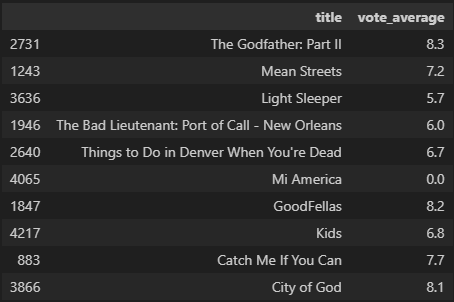 title vote_average
2731 The Godfather: Part II 8.3
1243 Mean Streets 7.2
3636 Light Sleeper 5.7
1946 The Bad Lieutenant: Port of Call - New Orleans 6.0
2640 Things to Do in Denver When You're Dead 6.7
4065 Mi America 0.0
1847 GoodFellas 8.2
4217 Kids 6.8
883 Catch Me If You Can 7.7
3866 City of God 8.1